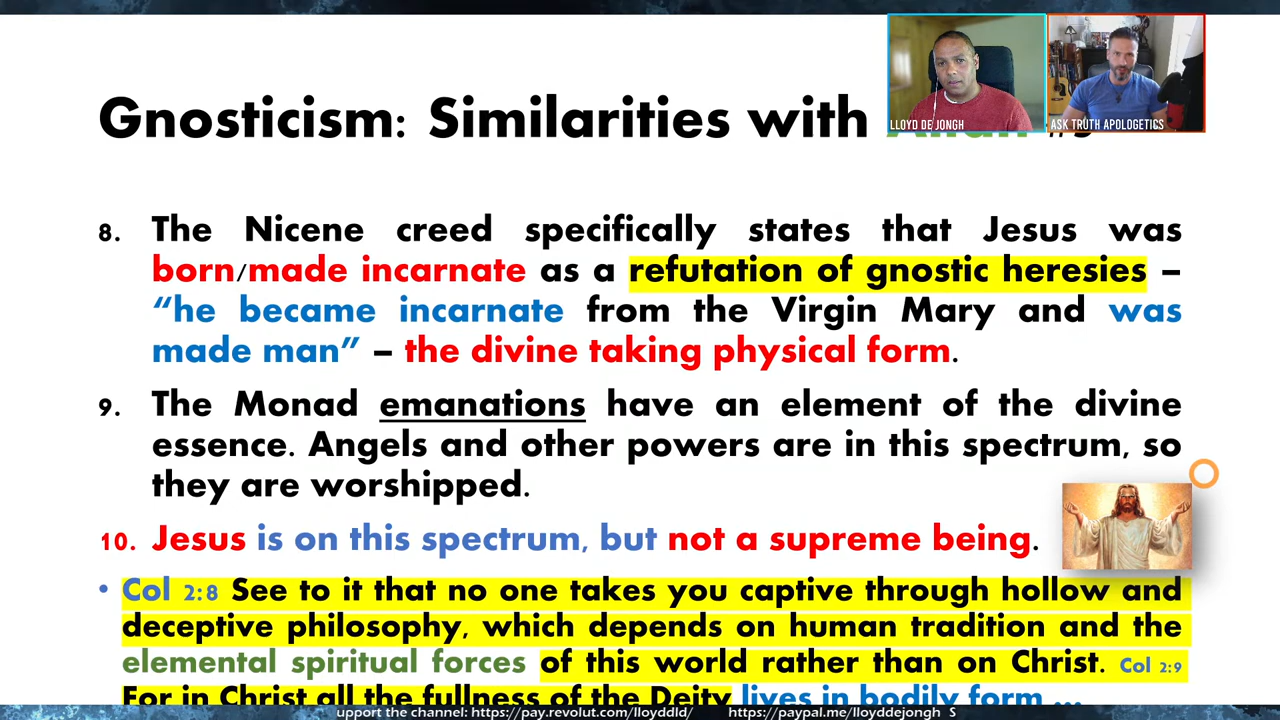 LLOYD DE JONGH
ASK TRUTH APOLOGETICS
Gnosticism: Similarities with
8. The Nicene creed specifically states that Jesus was
born/made incarnate as a refutation of gnostic heresies –
“he became incarnate from the Virgin Mary and was
made man” – the divine taking physical form.
9. The Monad emanations have an element of the divine
essence. Angels and other powers are in this spectrum, so
they are worshipped.
10. Jesus is on this spectrum, but not a supreme being.
• Col 2:8 See to it that no one takes you captive through hollow and
deceptive philosophy, which depends on human tradition and the
elemental spiritual forces of this world rather than on Christ. Col 2:9
For in Christ all the fullness of the Deity lives in bodily form ...
upport the channel: https://pay.revolut.com/lloyddld/ https://paypal.me/lloyddejongh S